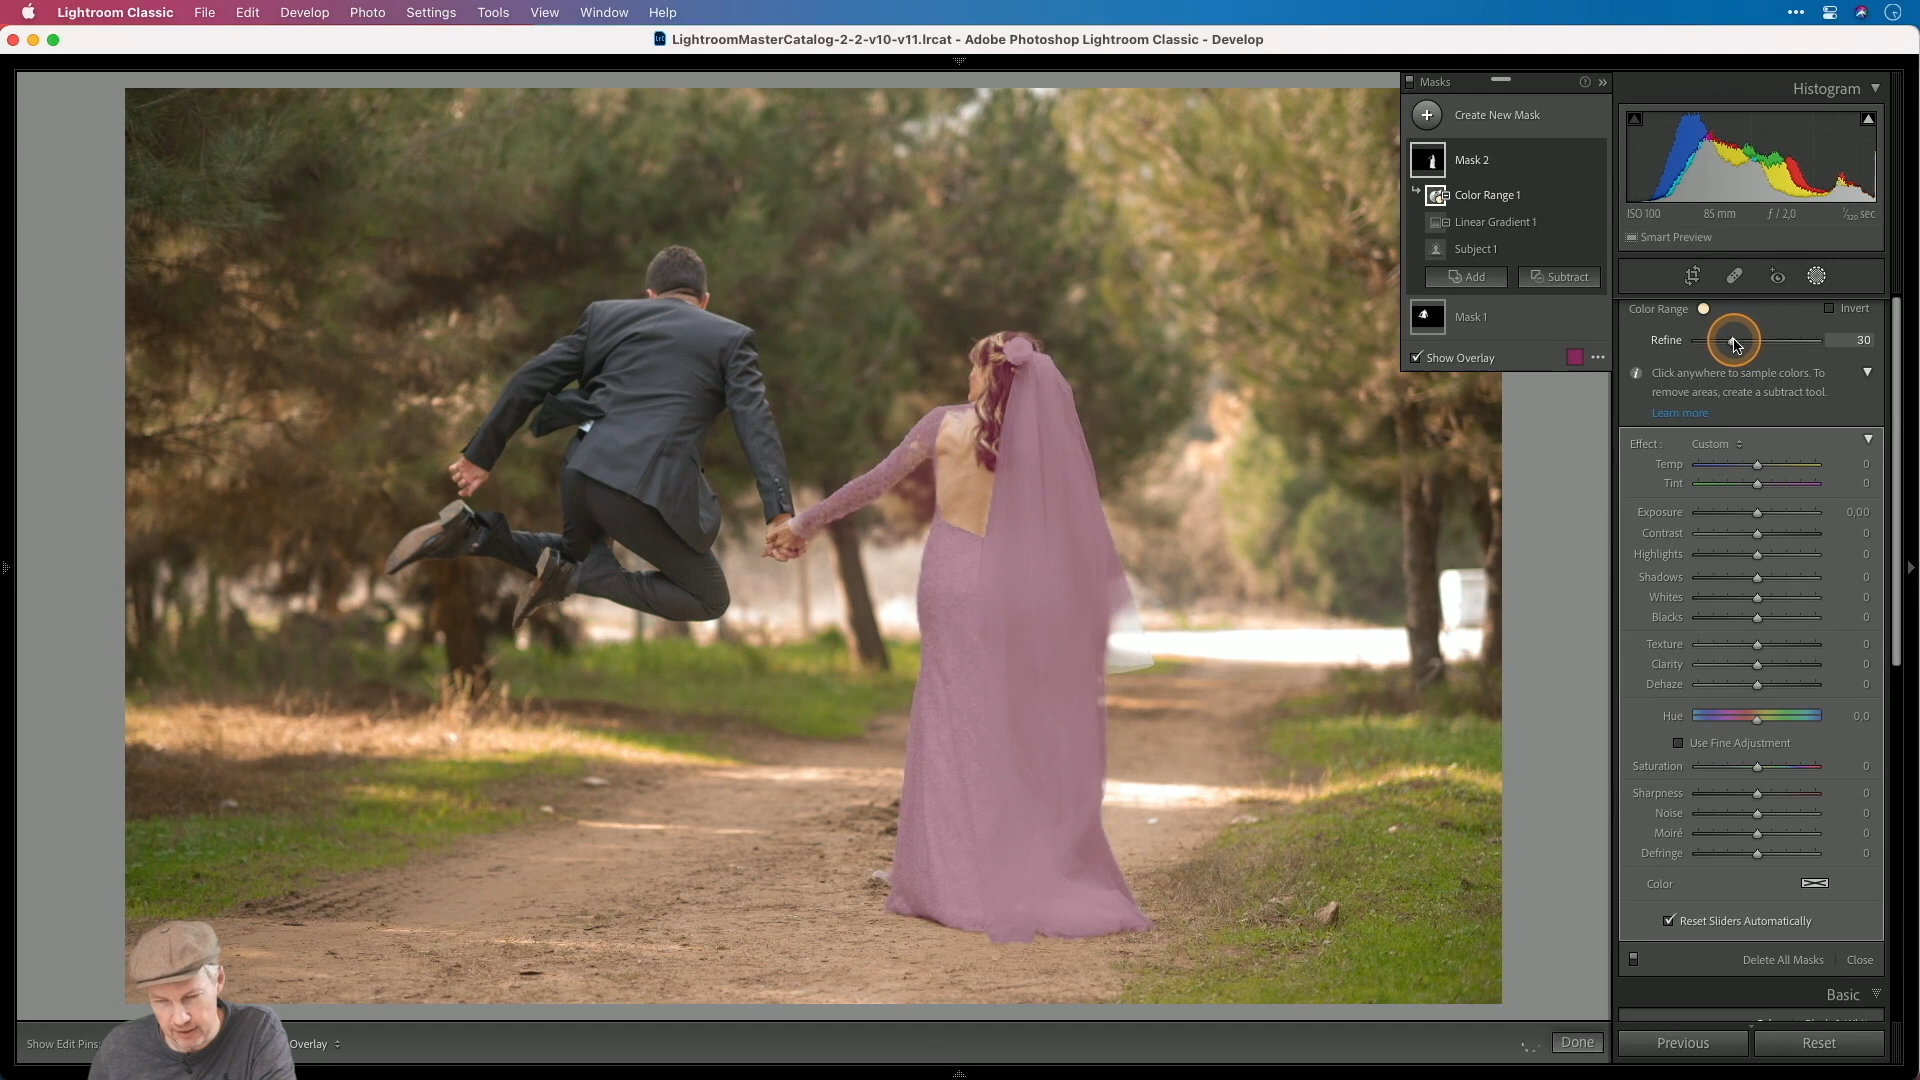 Lightroom Classic File Edit Develop Photo Settings Tools View Window Help
LightroomMasterCatalog-2-2-v10-v11.lrcat - Adobe Photoshop Lightroom Classic - Develop
Masks
Create New Mask
Mask 2
Color Range 1
Linear Gradient 1
Subject 1
Add Subtract
Mask 1
Show Overlay
Histogram
ISO 100 85 mm ƒ / 2,0 1/320 sec
Smart Preview
Color Range Invert
Refine 30
Click anywhere to sample colors. To
remove areas, create a subtract tool.
Learn more
Effect : Custom
Temp 0
Tint 0
Exposure 0,00
Contrast 0
Highlights 0
Shadows 0
Whites 0
Blacks 0
Texture 0
Clarity 0
Dehaze 0
Hue 0,0
Use Fine Adjustment
Saturation 0
Sharpness 0
Noise 0
Moiré 0
Defringe 0
Color
Reset Sliders Automatically
Delete All Masks Close
Basic
Previous Reset
Show Edit Pins: Overlay Done